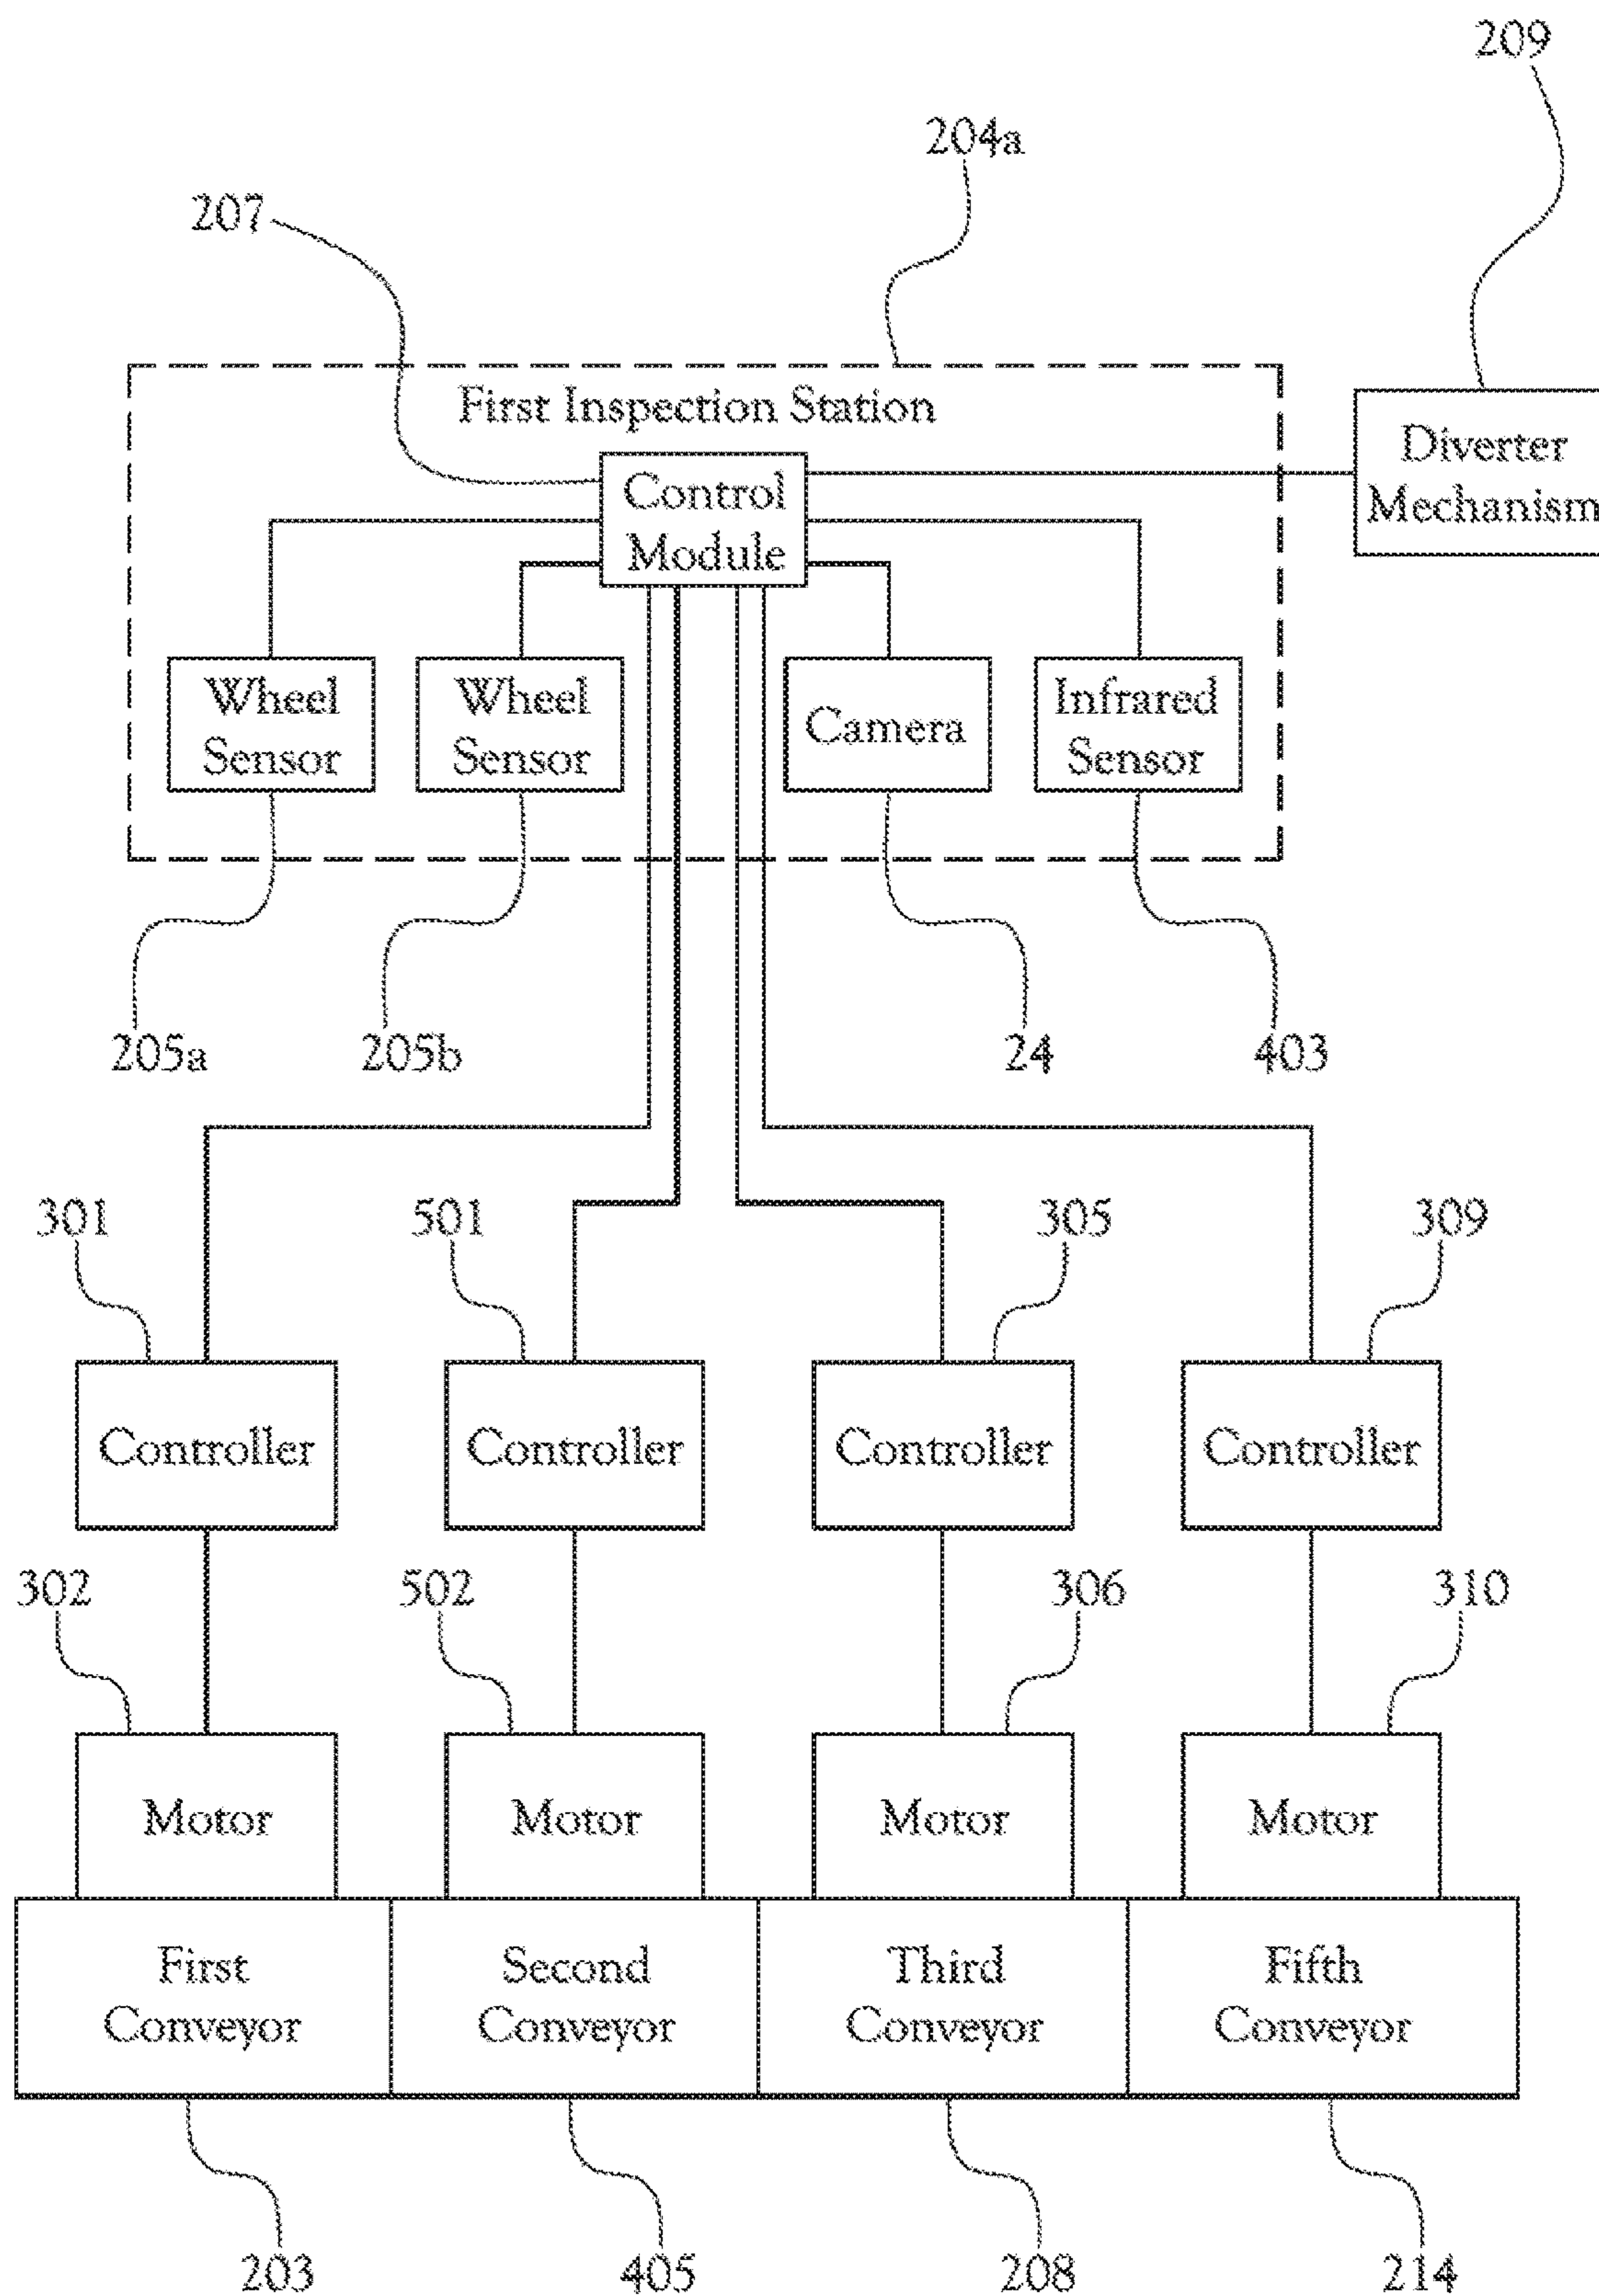 209
204a
207
First Inspection Station
Diverter
Mechanism
Control
Module
Wheel
Sensor
Wheel
Sensor
Camera
Infrared
Sensor
205a
205b
24
403
301
501
305
309
Controller
Controller
Controller
Controller
302
502
306
310
Motor
Motor
Motor
Motor
First
Conveyor
Second
Conveyor
Third
Conveyor
Fifth
Conveyor
203
405
208
214